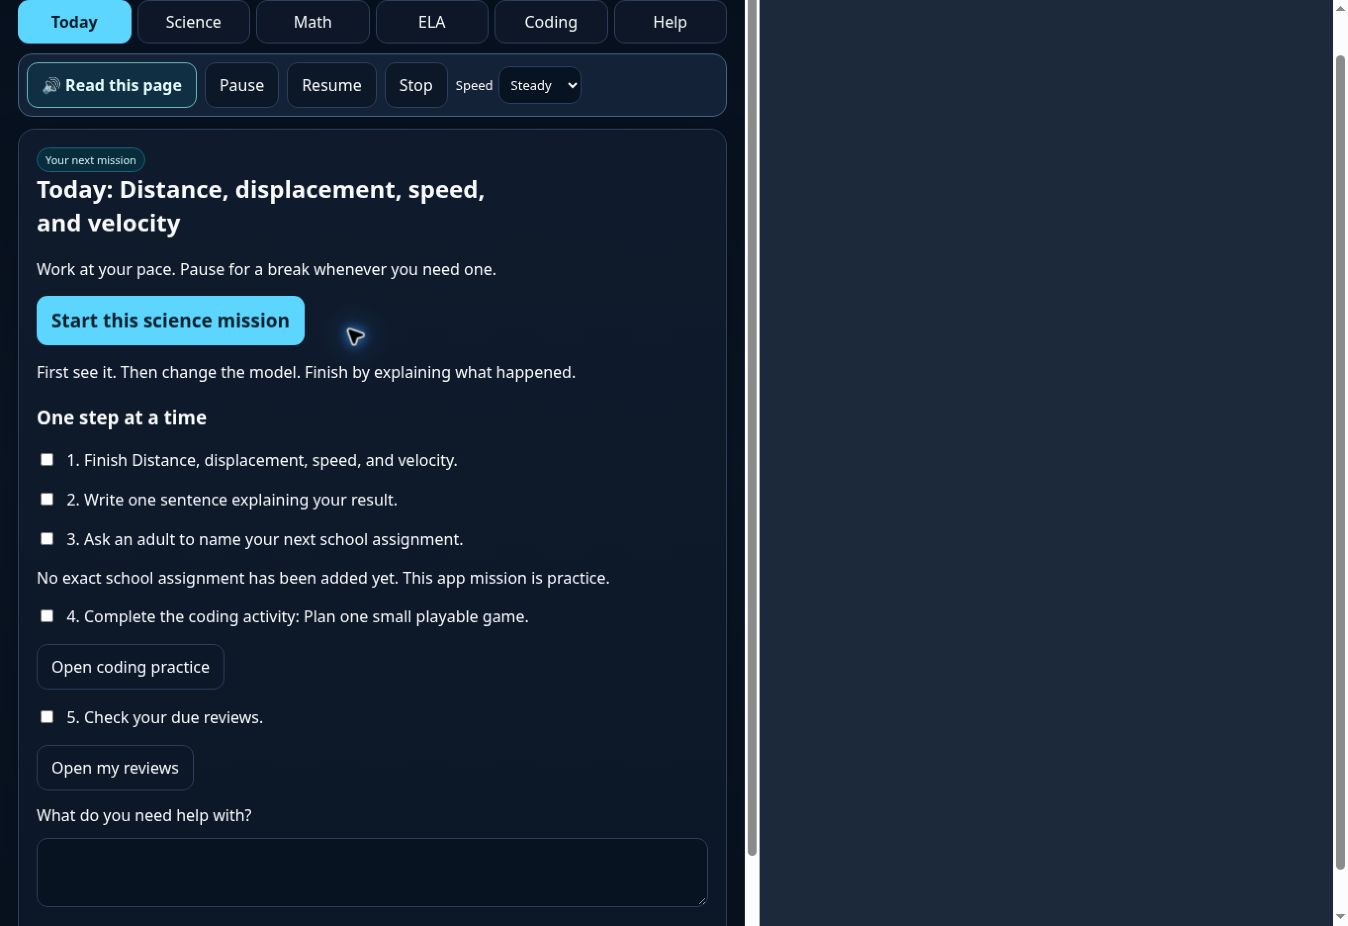 Today Science Math ELA Coding Help
🔊 Read this page Pause Resume Stop Speed Steady
Your next mission
Today: Distance, displacement, speed,
and velocity
Work at your pace. Pause for a break whenever you need one.
Start this science mission
First see it. Then change the model. Finish by explaining what happened.
One step at a time
1. Finish Distance, displacement, speed, and velocity.
2. Write one sentence explaining your result.
3. Ask an adult to name your next school assignment.
No exact school assignment has been added yet. This app mission is practice.
4. Complete the coding activity: Plan one small playable game.
Open coding practice
5. Check your due reviews.
Open my reviews
What do you need help with?